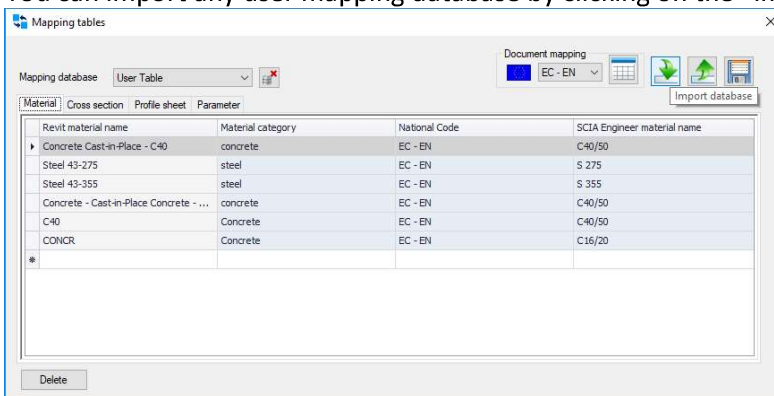 You can import any user mapping database by clicking on the "Im
Mapping tables
Document mapping
Mapping database User Table EC - EN
Import database
Material Cross section Profile sheet Parameter
Revit material name Material category National Code SCIA Engineer material name
Concrete Cast-in-Place - C40 concrete EC - EN C40/50
Steel 43-275 steel EC - EN S 275
Steel 43-355 steel EC - EN S 355
Concrete - Cast-in-Place Concrete - ... concrete EC - EN C40/50
C40 Concrete EC - EN C40/50
CONCR Concrete EC - EN C16/20
Delete